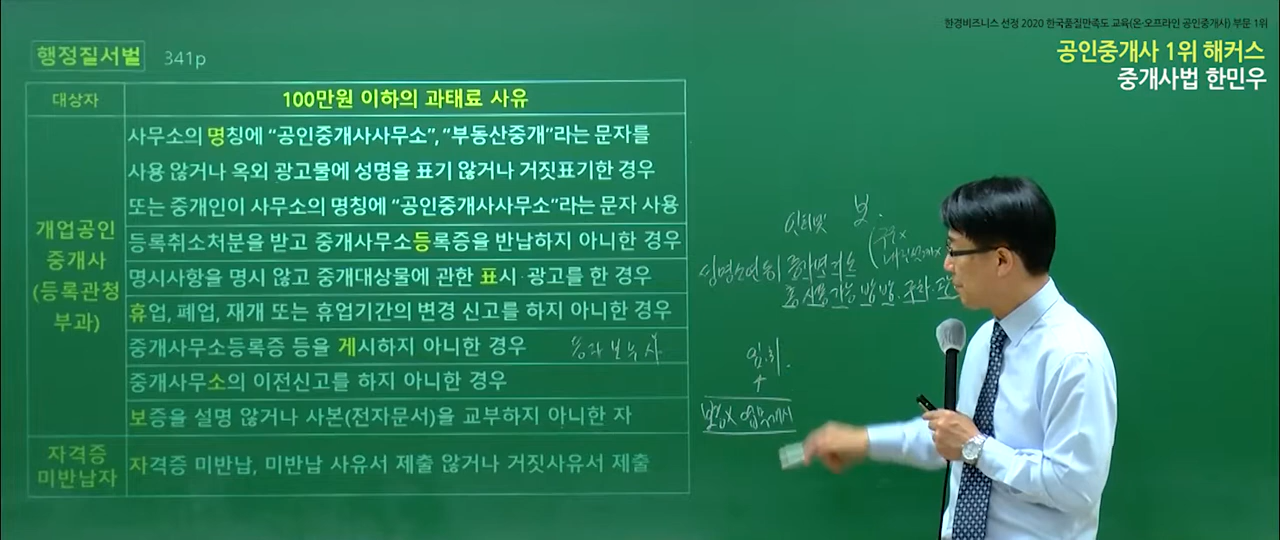 한경비즈니스 선정 2020 한국품질만족도 교육(온·오프라인 공인중개사) 부문 1위
공인중개사 1위 해커스
중개사법 한민우
행정질서벌 341p
대상자
100만원 이하의 과태료 사유
개업공인
중개사
(등록관청
부과)
사무소의 명칭에 “공인중개사사무소”, “부동산중개”라는 문자를
사용 않거나 옥외 광고물에 성명을 표기 않거나 거짓표기한 경우
또는 중개인이 사무소의 명칭에 “공인중개사사무소”라는 문자 사용
등록취소처분을 받고 중개사무소등록증을 반납하지 아니한 경우
명시사항을 명시 않고 중개대상물에 관한 표시·광고를 한 경우
휴업, 폐업, 재개 또는 휴업기간의 변경 신고를 하지 아니한 경우
중개사무소등록증 등을 게시하지 아니한 경우
중개사무소의 이전신고를 하지 아니한 경우
보증을 설명 않거나 사본(전자문서)을 교부하지 아니한 자
자격증
미반납자
자격증 미반납, 미반납 사유서 제출 않거나 거짓사유서 제출
인터넷